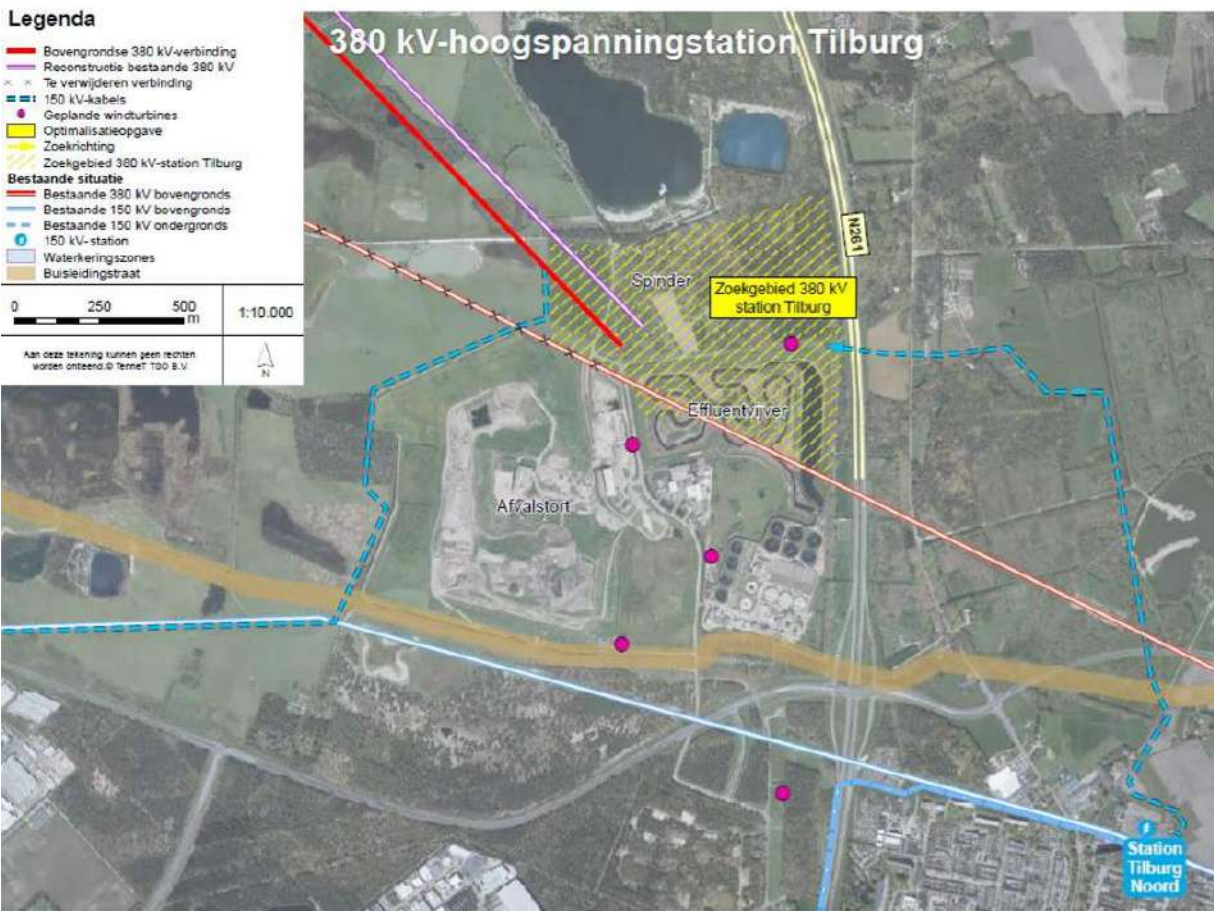 Legenda
Bovengrondse 380 kV-verbinding
Reconstructie bestaande 380 kV
Te verwijderen verbinding
150 kV-kabels
Geplande windturbines
Optimalisatieopgave
Zoekrichting
Zoekgebied 380 kV-station Tilburg
Bestaande situatie
Bestaande 380 kV bovengronds
Bestaande 150 kV bovengronds
Bestaande 150 kV ondergronds
150 kV-station
Waterkeringszones
Buisleidingstraat
0 250 500
m
1:10.000
Aan deze tekening kunnen geen rechten
worden ontleend.© TenneT TSO B.V.
N
380 kV-hoogspanningstation Tilburg
N261
Spinder
Zoekgebied 380 kV
station Tilburg
Effluentvijver
Afvalstort
Station
Tilburg
Noord